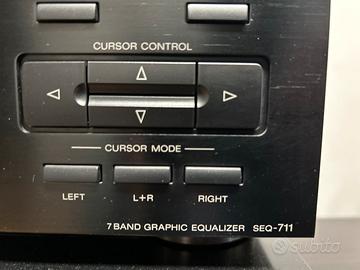 CURSOR CONTROL
CURSOR MODE
LEFT L+R RIGHT
7 BAND GRAPHIC EQUALIZER SEQ-711
subito